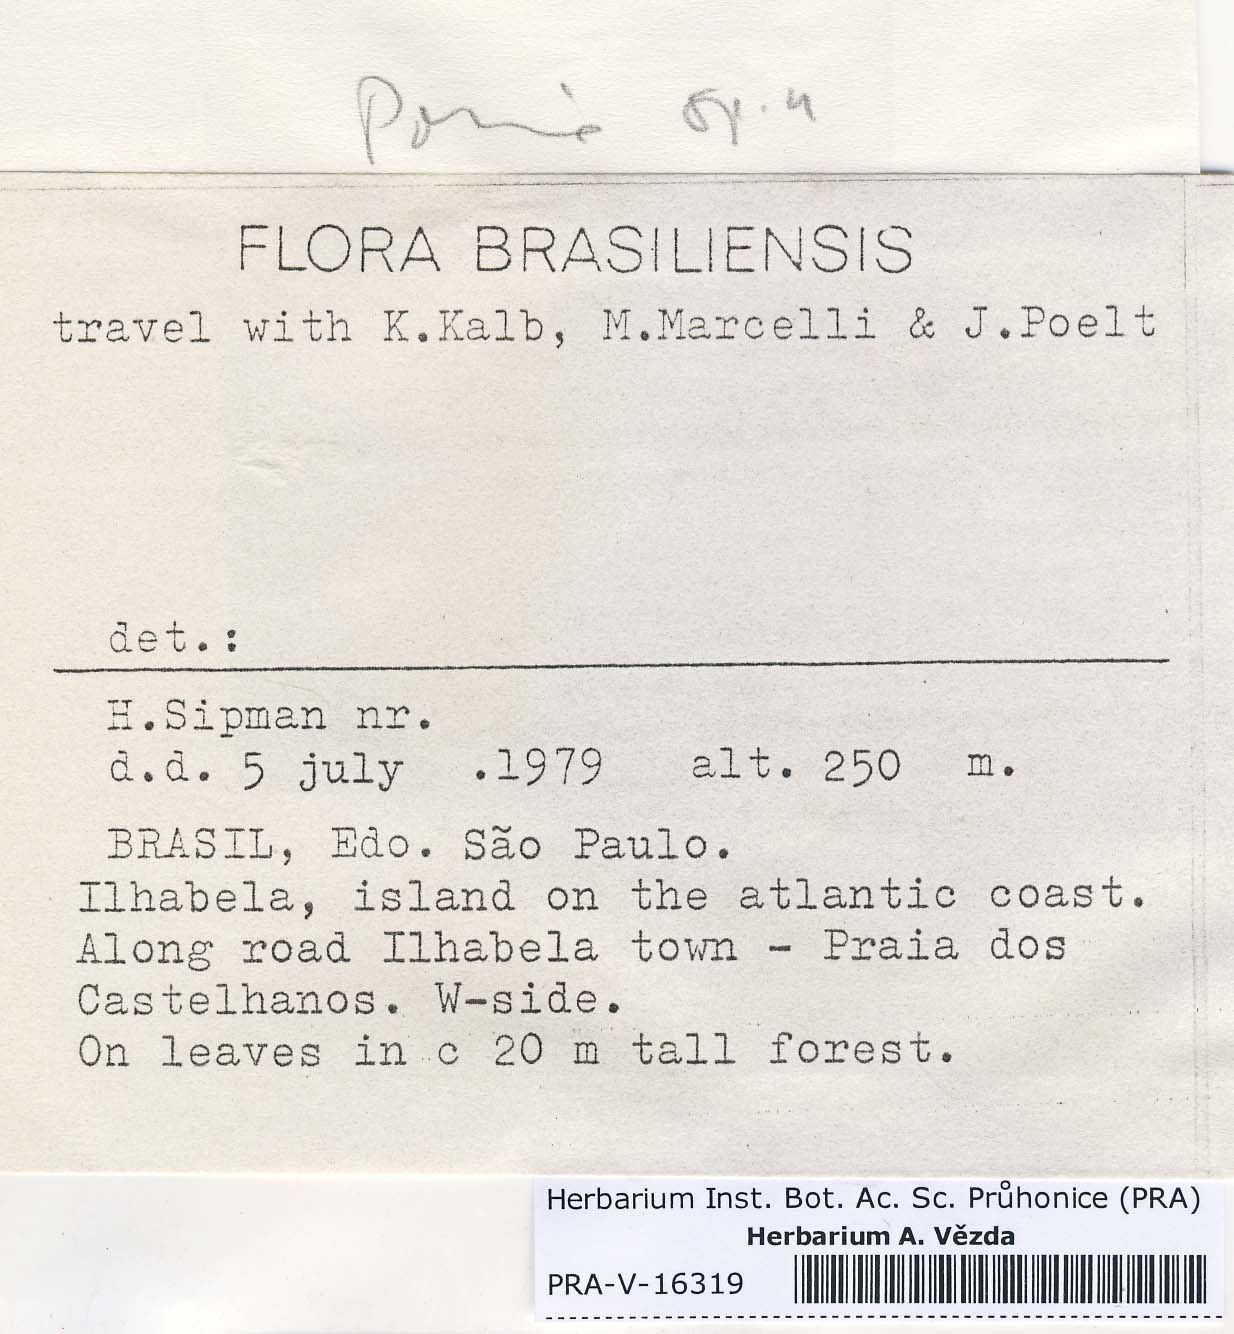 sp. n
FLORA BRASILIENSIS
travel with K.Kalb, M.Marcelli & J.Poelt
det.:
H.Sipman nr.
d.d. 5 july .1979 alt. 250 m.
BRASIL, Edo. São Paulo.
Ilhabela, island on the atlantic coast.
Along road Ilhabela town - Praia dos
Castelhanos. W-side.
On leaves in c 20 m tall forest.
Herbarium Inst. Bot. Ac. Sc. Průhonice (PRA)
Herbarium A. Vězda
PRA-V-16319